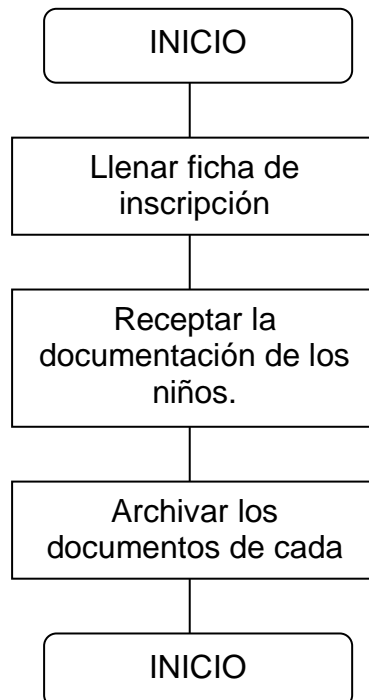 INICIO
Llenar ficha de
inscripción
Receptar la
documentación de los
niños.
Archivar los
documentos de cada
INICIO